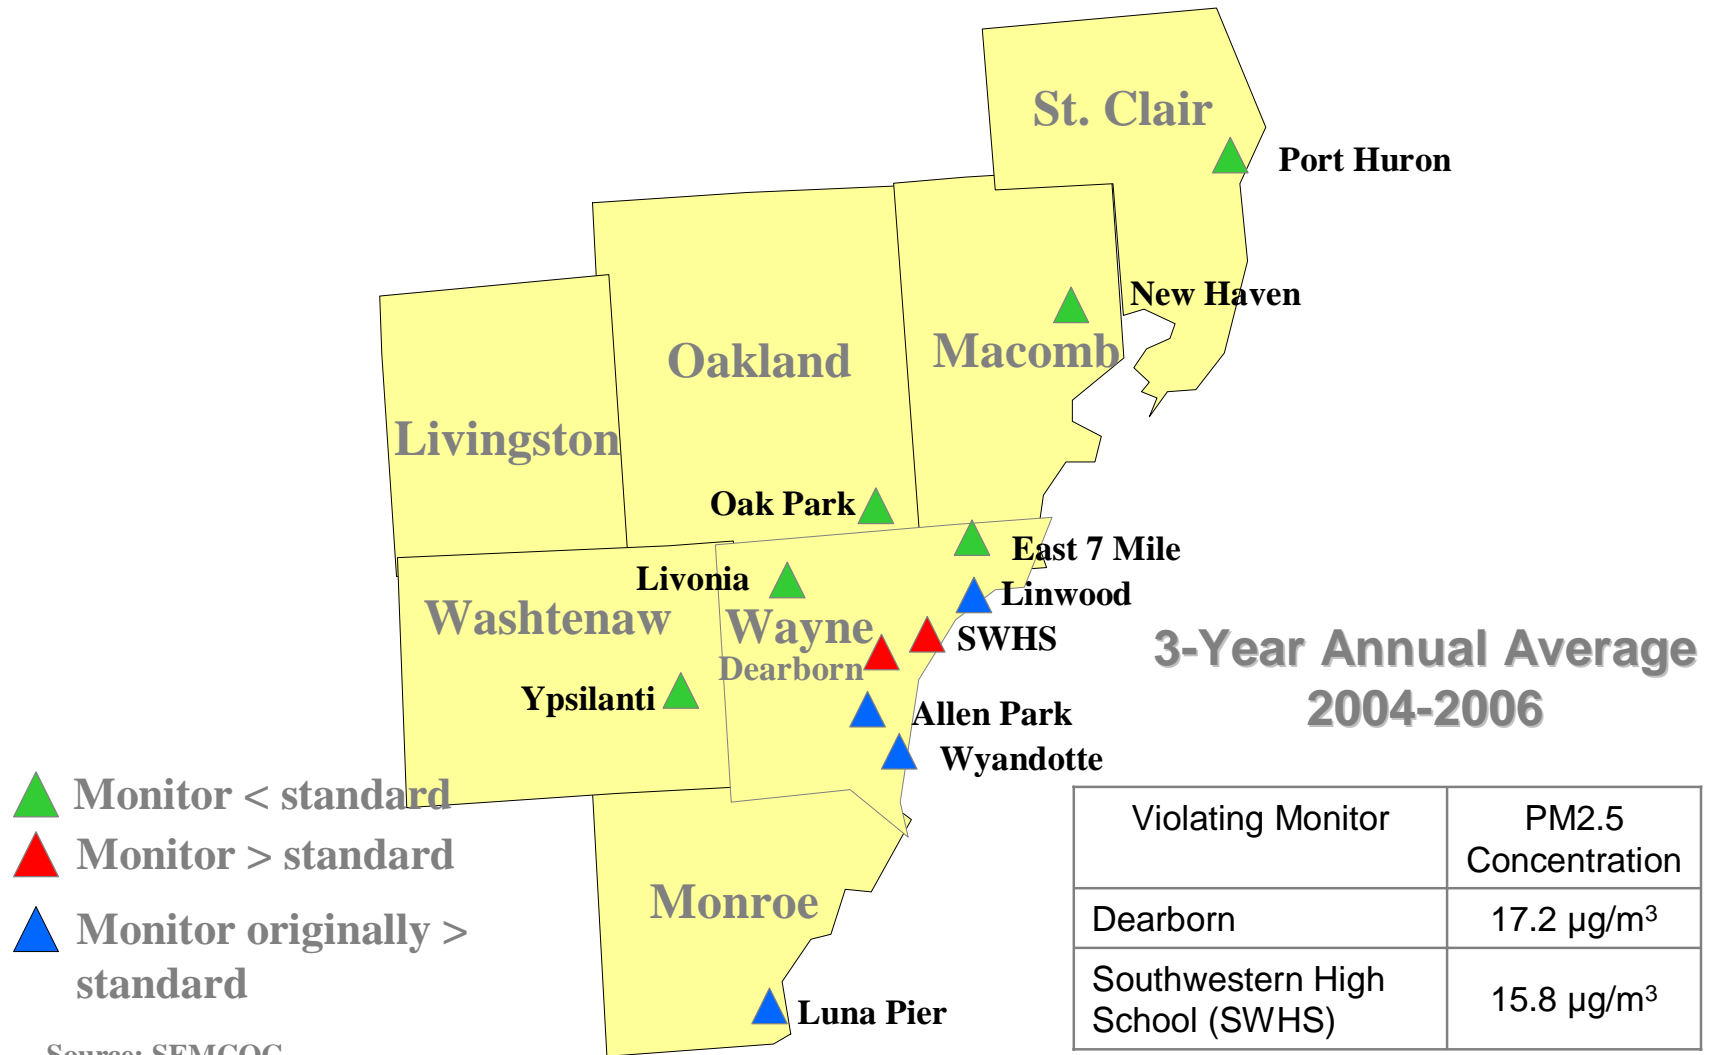 St. Clair
Port Huron
New Haven
Macomb
Oakland
Livingston
Oak Park
East 7 Mile
Livonia
Linwood
Washtenaw
Wayne
SWHS
Dearborn
Ypsilanti
Allen Park
Wyandotte
3-Year Annual Average
2004-2006
Monitor < standard
Monitor > standard
Monitor originally >
standard
Monroe
Luna Pier
Violating Monitor
PM2.5
Concentration
Dearborn
17.2 µg/m³
Southwestern High
School (SWHS)
15.8 µg/m³
Source: SEMCOG